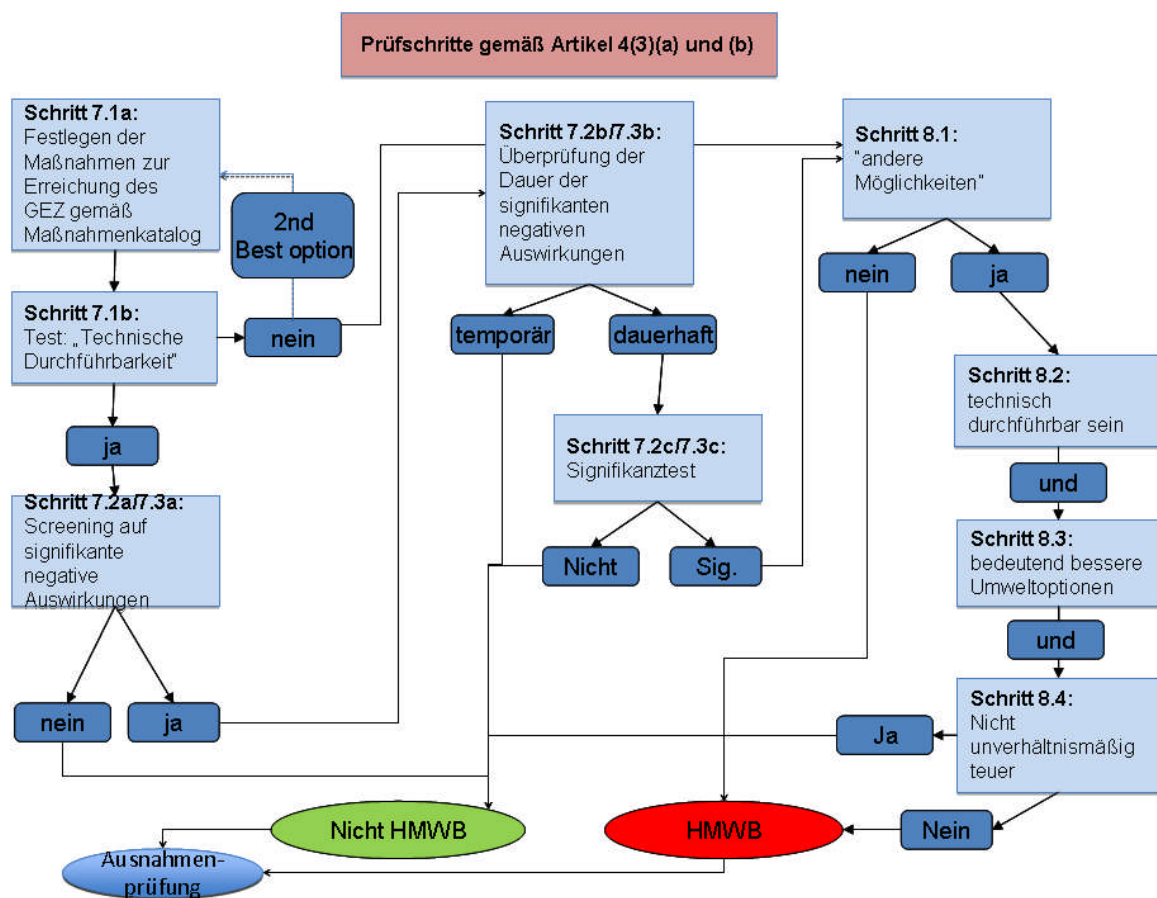 Prüfschritte gemäß Artikel 4(3)(a) und (b)
Schritt 7.1a:
Festlegen der
Maßnahmen zur
Erreichung des
GEZ gemäß
Maßnahmenkatalog
2nd
Best option
Schritt 7.1b:
Test: „Technische
Durchführbarkeit“
nein
ja
Schritt 7.2a/7.3a:
Screening auf
signifikante
negative
Auswirkungen
nein
ja
Schritt 7.2b/7.3b:
Überprüfung der
Dauer der
signifikanten
negativen
Auswirkungen
temporär
dauerhaft
Schritt 7.2c/7.3c:
Signifikanztest
Nicht
Sig.
Schritt 8.1:
"andere
Möglichkeiten"
nein
ja
Schritt 8.2:
technisch
durchführbar sein
und
Schritt 8.3:
bedeutend bessere
Umweltoptionen
und
Schritt 8.4:
Nicht
unverhältnismäßig
teuer
Ja
Nein
Nicht HMWB
HMWB
Ausnahmen-
prüfung